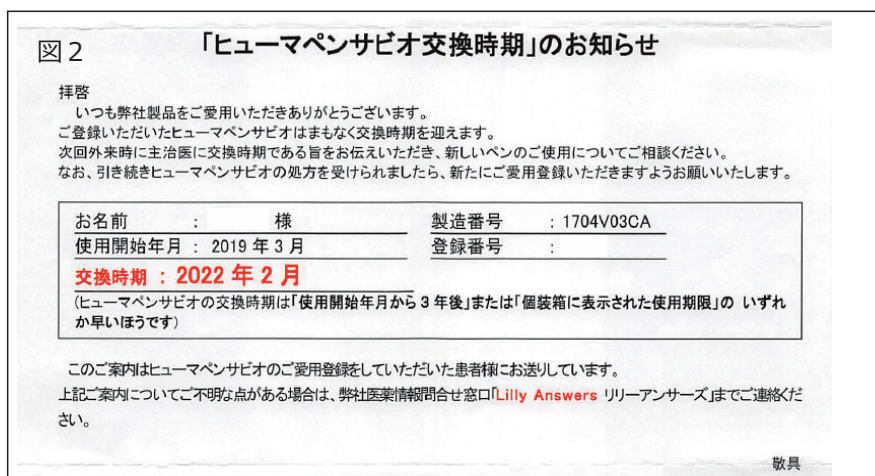 図2
「ヒューマペンサビオ交換時期」のお知らせ
拝啓
いつも弊社製品をご愛用いただきありがとうございます。
ご登録いただいたヒューマペンサビオはまもなく交換時期を迎えます。
次回外来時に主治医に交換時期である旨をお伝えいただき、新しいペンのご使用についてご相談ください。
なお、引き続きヒューマペンサビオの処方を受けられましたら、新たにご愛用登録いただきますようお願いいたします。
お名前 : 様 製造番号 : 1704V03CA
使用開始年月 : 2019 年 3 月 登録番号 :
交換時期 : 2022 年 2 月
(ヒューマペンサビオの交換時期は「使用開始年月から 3 年後」または「個装箱に表示された使用期限」の いずれ
か早いほうです)
このご案内はヒューマペンサビオのご愛用登録をしていただいた患者様にお送りしています。
上記ご案内についてご不明な点がある場合は、弊社医薬情報問合せ窓口「Lilly Answers リリーアンサーズ」までご連絡くだ
さい。
敬具